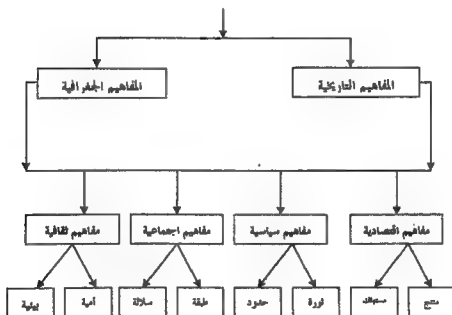 المفاهيم التاريخية
المفاهيم الجغرافية
مفاهيم اقتصادية
مفاهيم سياسية
مفاهيم اجتماعية
مفاهيم ثقافية
منتج
مستهلك
ثورة
حدود
طبقة
سلالة
أمية
بيئية